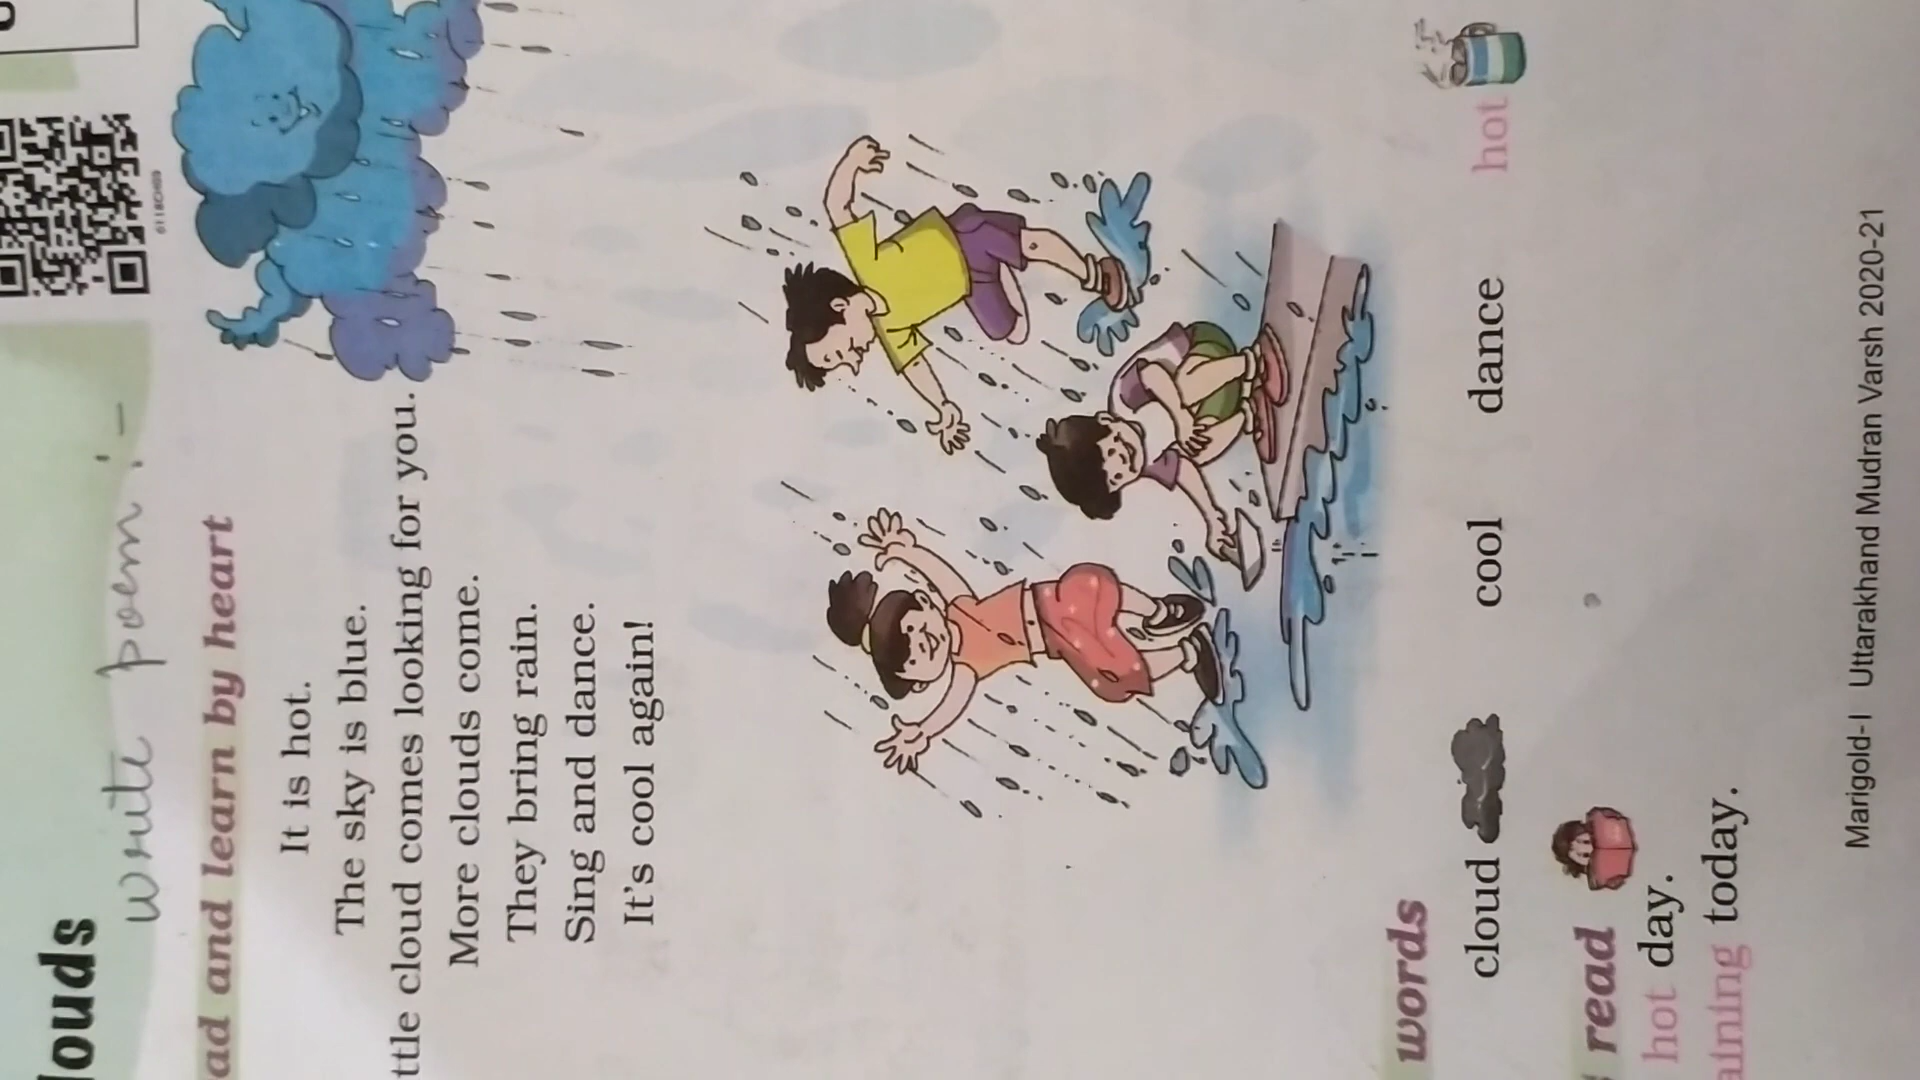 louds
write poem :-
6118CH09
ad and learn by heart
It is hot.
The sky is blue.
ttle cloud comes looking for you.
More clouds come.
They bring rain.
Sing and dance.
It's cool again!
words
cloud cool dance hot
read
hot day.
aining today.
Marigold-I Uttarakhand Mudran Varsh 2020-21